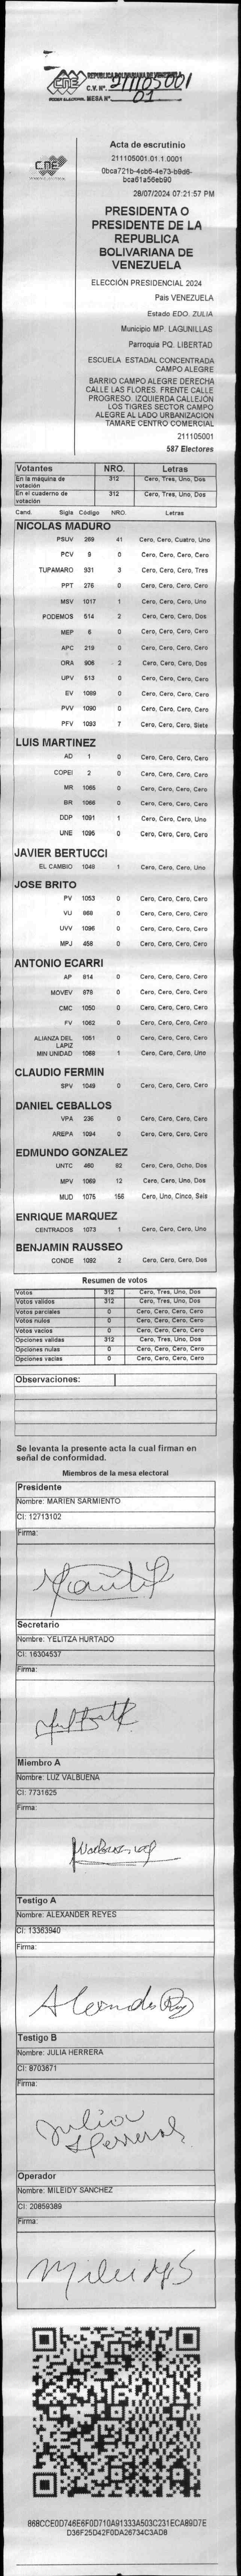 CNE
PODER ELECTORAL
REPUBLICA BOLIVARIANA DE VENEZUELA
C.V. N°. 211105001
MESA N° 01
CNE
Acta de escrutinio
211105001.01.1.0001
0bca721b-4cb6-4e73-b9d6-
bca61a56eb90
28/07/2024 07:21:57 PM
PRESIDENTA O
PRESIDENTE DE LA
REPUBLICA
BOLIVARIANA DE
VENEZUELA
ELECCIÓN PRESIDENCIAL 2024
Pais VENEZUELA
Estado EDO. ZULIA
Municipio MP. LAGUNILLAS
Parroquia PQ. LIBERTAD
ESCUELA ESTADAL CONCENTRADA
CAMPO ALEGRE
BARRIO CAMPO ALEGRE DERECHA
CALLE LAS FLORES. FRENTE CALLE
PROGRESO. IZQUIERDA CALLEJÓN
LOS TIGRES SECTOR CAMPO
ALEGRE AL LADO URBANIZACION
TAMARE CENTRO COMERCIAL
211105001
587 Electores
Votantes NRO. Letras
En la máquina de votación 312 Cero, Tres, Uno, Dos
En el cuaderno de votación 312 Cero, Tres, Uno, Dos
Cand. Sigla Código NRO. Letras
NICOLAS MADURO
PSUV 269 41 Cero, Cero, Cuatro, Uno
PCV 9 0 Cero, Cero, Cero, Cero
TUPAMARO 931 3 Cero, Cero, Cero, Tres
PPT 276 0 Cero, Cero, Cero, Cero
MSV 1017 1 Cero, Cero, Cero, Uno
PODEMOS 514 2 Cero, Cero, Cero, Dos
MEP 6 0 Cero, Cero, Cero, Cero
APC 219 0 Cero, Cero, Cero, Cero
ORA 906 2 Cero, Cero, Cero, Dos
UPV 513 0 Cero, Cero, Cero, Cero
EV 1089 0 Cero, Cero, Cero, Cero
PVV 1090 0 Cero, Cero, Cero, Cero
PFV 1093 7 Cero, Cero, Cero, Siete
LUIS MARTINEZ
AD 1 0 Cero, Cero, Cero, Cero
COPEI 2 0 Cero, Cero, Cero, Cero
MR 1065 0 Cero, Cero, Cero, Cero
BR 1066 0 Cero, Cero, Cero, Cero
DDP 1091 1 Cero, Cero, Cero, Uno
UNE 1095 0 Cero, Cero, Cero, Cero
JAVIER BERTUCCI
EL CAMBIO 1048 1 Cero, Cero, Cero, Uno
JOSE BRITO
PV 1053 0 Cero, Cero, Cero, Cero
VU 868 0 Cero, Cero, Cero, Cero
UVV 1096 0 Cero, Cero, Cero, Cero
MPJ 458 0 Cero, Cero, Cero, Cero
ANTONIO ECARRI
AP 814 0 Cero, Cero, Cero, Cero
MOVEV 979 0 Cero, Cero, Cero, Cero
CMC 1050 0 Cero, Cero, Cero, Cero
FV 1062 0 Cero, Cero, Cero, Cero
ALIANZA DEL LAPIZ 1051 0 Cero, Cero, Cero, Cero
MIN UNIDAD 1088 1 Cero, Cero, Cero, Uno
CLAUDIO FERMIN
SPV 1049 0 Cero, Cero, Cero, Cero
DANIEL CEBALLOS
VPA 236 0 Cero, Cero, Cero, Cero
AREPA 1094 0 Cero, Cero, Cero, Cero
EDMUNDO GONZALEZ
UNTC 460 82 Cero, Cero, Ocho, Dos
MPV 1069 12 Cero, Cero, Uno, Dos
MUD 1075 156 Cero, Uno, Cinco, Seis
ENRIQUE MARQUEZ
CENTRADOS 1073 1 Cero, Cero, Cero, Uno
BENJAMIN RAUSSEO
CONDE 1092 2 Cero, Cero, Cero, Dos
Resumen de votos
Votos 312 Cero, Tres, Uno, Dos
Votos validos 312 Cero, Tres, Uno, Dos
Votos parciales 0 Cero, Cero, Cero, Cero
Votos nulos 0 Cero, Cero, Cero, Cero
Votos vacios 0 Cero, Cero, Cero, Cero
Opciones validas 312 Cero, Tres, Uno, Dos
Opciones nulas 0 Cero, Cero, Cero, Cero
Opciones vacias 0 Cero, Cero, Cero, Cero
Observaciones:
Se levanta la presente acta la cual firman en
señal de conformidad.
Miembros de la mesa electoral
Presidente
Nombre: MARIEN SARMIENTO
CI: 12713102
Firma:
Secretario
Nombre: YELITZA HURTADO
CI: 16304537
Firma:
Miembro A
Nombre: LUZ VALBUENA
CI: 7731625
Firma:
Testigo A
Nombre: ALEXANDER REYES
CI: 13363940
Firma:
Testigo B
Nombre: JULIA HERRERA
CI: 8703671
Firma:
Julia
Herrera
Operador
Nombre: MILEIDY SANCHEZ
CI: 20859389
Firma:
868CCE0D746E6F0D710A91333A503C231ECA89D7E
D36F25D42F0DA26734C3AD8